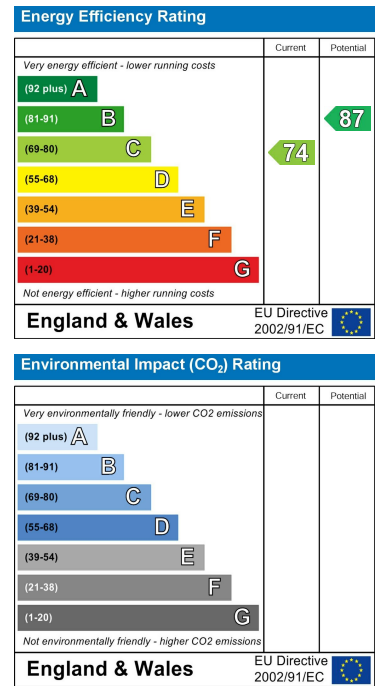 Energy Efficiency Rating
Current Potential
Very energy efficient - lower running costs
(92 plus) A
(81-91) B
87
(69-80) C
74
(55-68) D
(39-54) E
(21-38) F
(1-20) G
Not energy efficient - higher running costs
England & Wales
EU Directive
2002/91/EC
Environmental Impact (CO₂) Rating
Current Potential
Very environmentally friendly - lower CO2 emissions
(92 plus) A
(81-91) B
(69-80) C
(55-68) D
(39-54) E
(21-38) F
(1-20) G
Not environmentally friendly - higher CO2 emissions
England & Wales
EU Directive
2002/91/EC